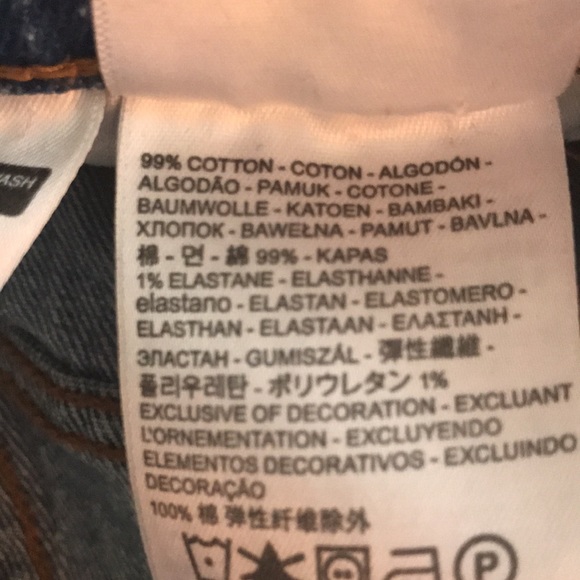 ASH
99% COTTON - COTON - ALGODÓN -
ALGODÃO - PAMUK - COTONE -
BAUMWOLLE - KATOEN - BAMBAKI -
ХЛОПОК - BAWEŁNA - PAMUT - BAVLNA -
棉 - 면 - 綿 99% - KAPAS
1% ELASTANE - ELASTHANNE -
elastano - ELASTAN - ELASTOMERO -
ELASTHAN - ELASTAAN - ΕΛΑΣΤΑΝΗ -
ЭЛАСТАН - GUMISZÁL - 彈性纖維 -
폴리우레탄 - ポリウレタン 1%
EXCLUSIVE OF DECORATION - EXCLUANT
L'ORNEMENTATION - EXCLUYENDO
ELEMENTOS DECORATIVOS - EXCLUINDO
DECORAÇÃO
100% 棉 弹性纤维除外
P